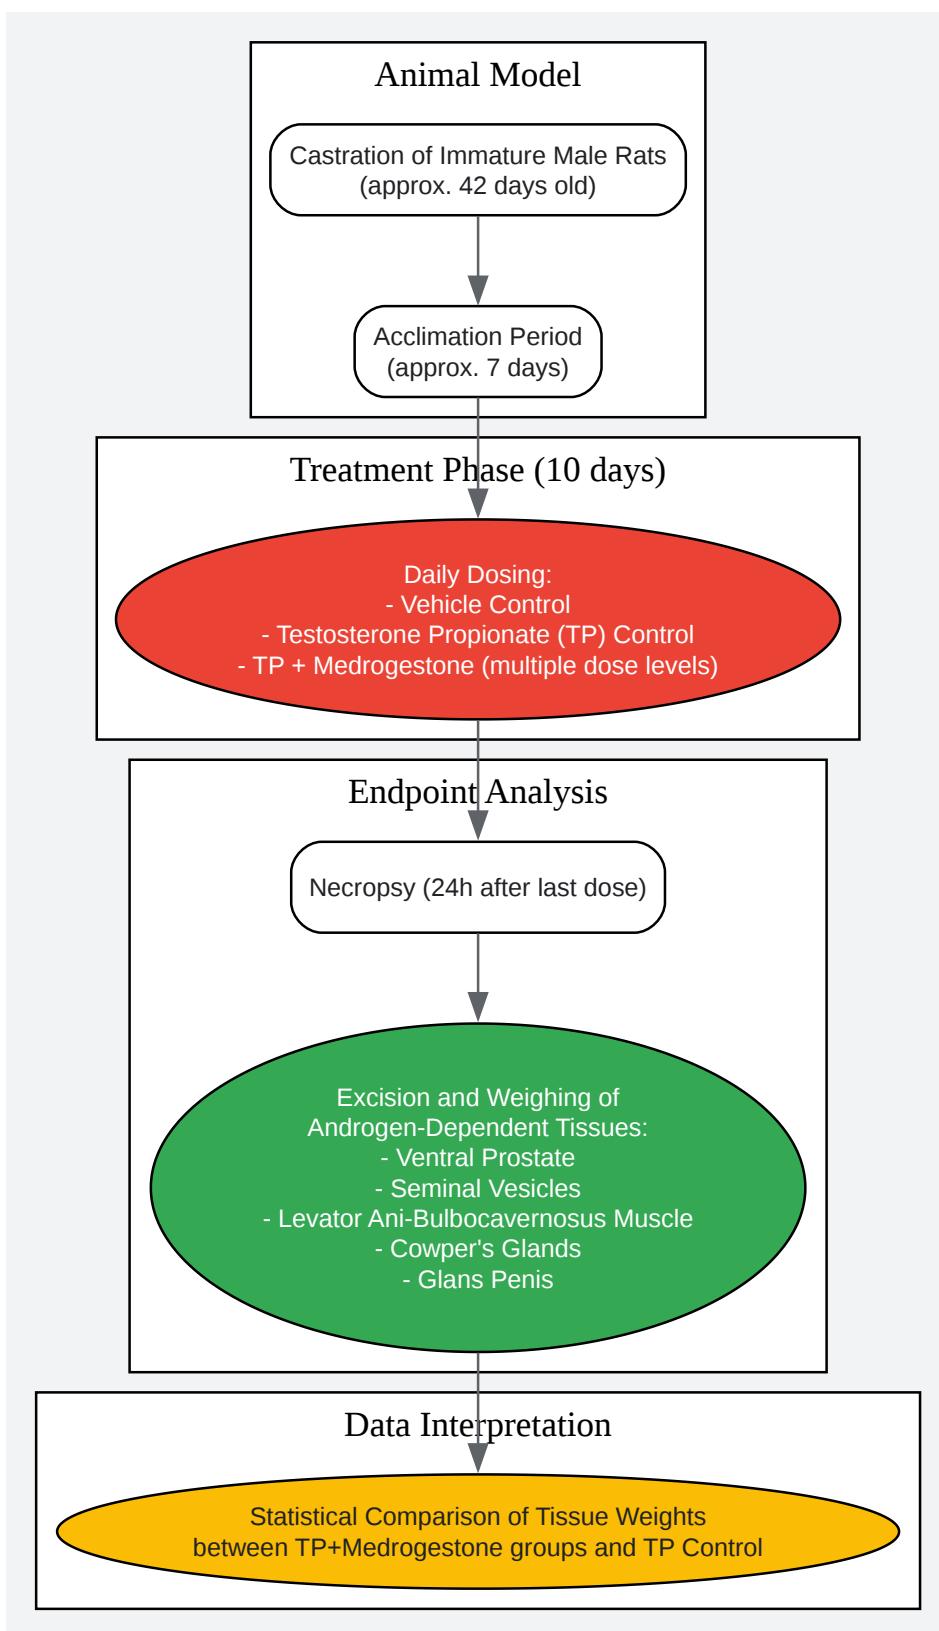 Animal Model
Castration of Immature Male Rats
(approx. 42 days old)
Acclimation Period
(approx. 7 days)
Treatment Phase (10 days)
Daily Dosing:
- Vehicle Control
- Testosterone Propionate (TP) Control
- TP + Medrogestone (multiple dose levels)
Endpoint Analysis
Necropsy (24h after last dose)
Excision and Weighing of
Androgen-Dependent Tissues:
- Ventral Prostate
- Seminal Vesicles
- Levator Ani-Bulbocavernosus Muscle
- Cowper's Glands
- Glans Penis
Data Interpretation
Statistical Comparison of Tissue Weights
between TP+Medrogestone groups and TP Control